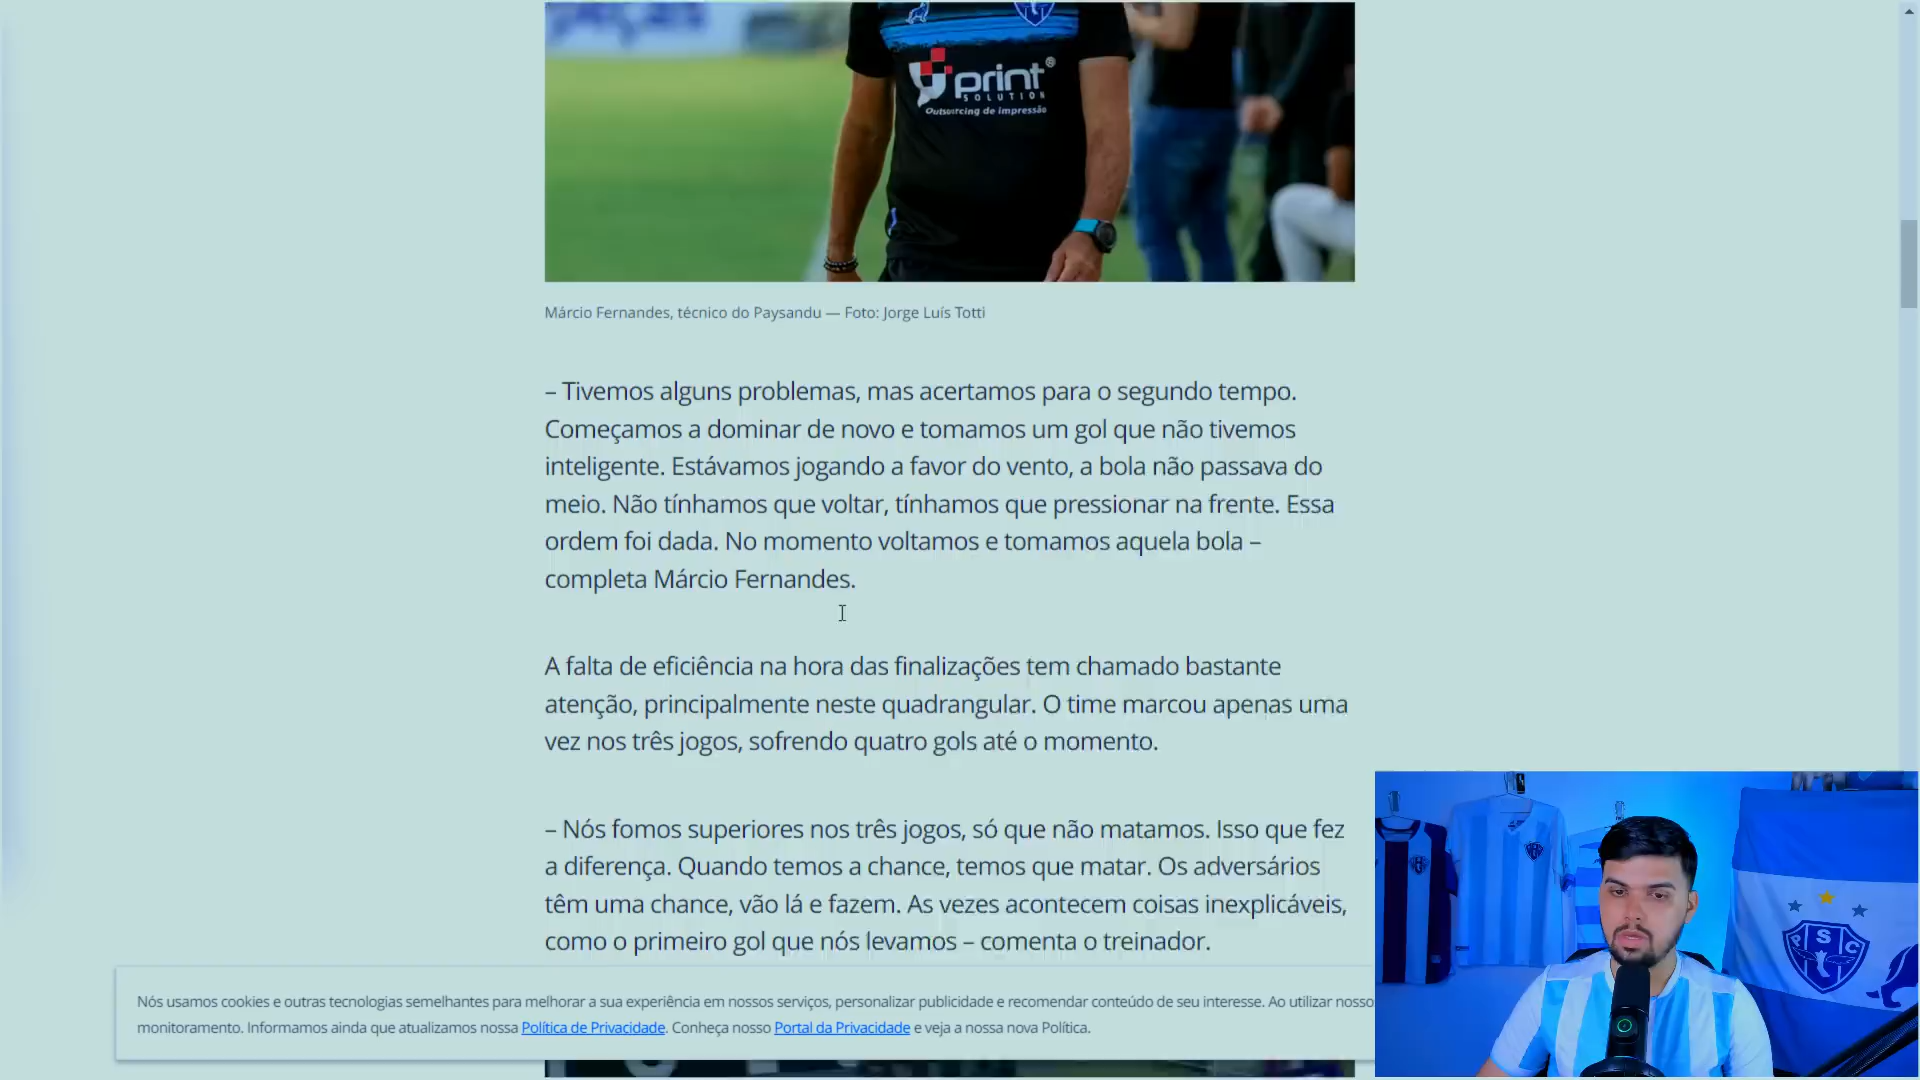 print
SOLUTION
Outsourcing de impressão
Márcio Fernandes, técnico do Paysandu — Foto: Jorge Luís Totti
– Tivemos alguns problemas, mas acertamos para o segundo tempo.
Começamos a dominar de novo e tomamos um gol que não tivemos
inteligente. Estávamos jogando a favor do vento, a bola não passava do
meio. Não tínhamos que voltar, tínhamos que pressionar na frente. Essa
ordem foi dada. No momento voltamos e tomamos aquela bola –
completa Márcio Fernandes.
A falta de eficiência na hora das finalizações tem chamado bastante
atenção, principalmente neste quadrangular. O time marcou apenas uma
vez nos três jogos, sofrendo quatro gols até o momento.
– Nós fomos superiores nos três jogos, só que não matamos. Isso que fez
a diferença. Quando temos a chance, temos que matar. Os adversários
têm uma chance, vão lá e fazem. As vezes acontecem coisas inexplicáveis,
como o primeiro gol que nós levamos – comenta o treinador.
Nós usamos cookies e outras tecnologias semelhantes para melhorar a sua experiência em nossos serviços, personalizar publicidade e recomendar conteúdo de seu interesse. Ao utilizar nosso
monitoramento. Informamos ainda que atualizamos nossa Política de Privacidade. Conheça nosso Portal da Privacidade e veja a nossa nova Política.
PSC